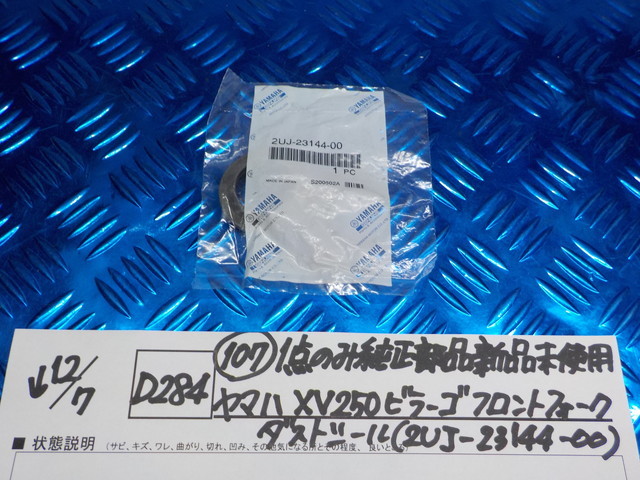 YAMAHA
2UJ-23144-00
1 PC
MADE IN JAPAN
S200602A
YAMAHA
YAMAHA
↓12/7
D284
(107) 1点のみ純正部品新品未使用
ヤマハ XV250ビラーゴフロントフォーク
ダストシール(2UJ-23144-00)
■ 状態説明 (サビ、キズ、ワレ、曲がり、切れ、凹み、その他気になる所とその程度、良いところ)